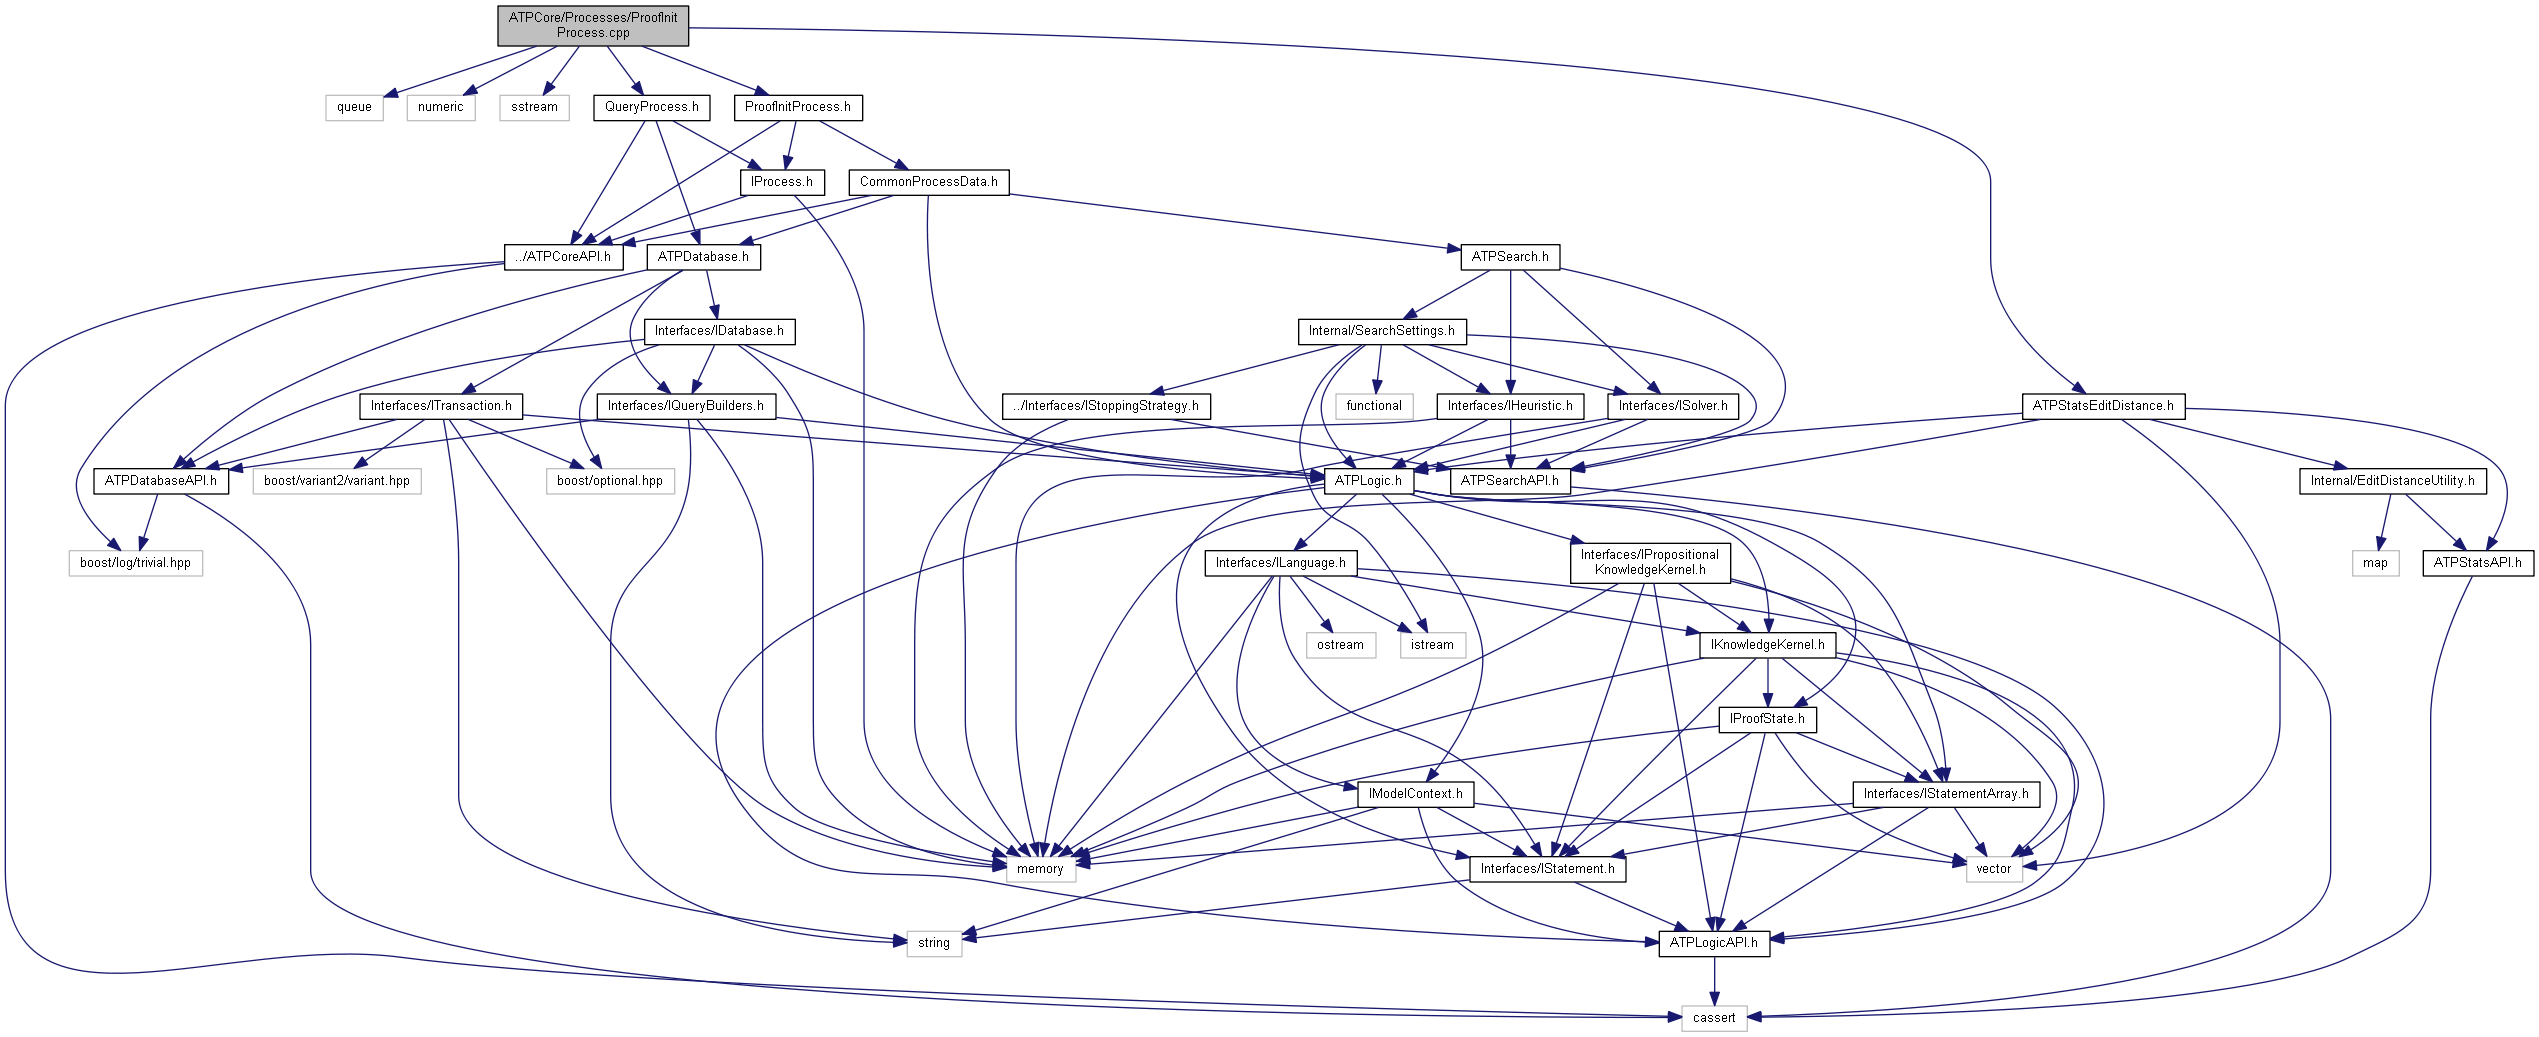 ATPCore/Processes/ProofInit
Process.cpp
queue
numeric
sstream
QueryProcess.h
ProofInitProcess.h
IProcess.h
CommonProcessData.h
../ATPCoreAPI.h
ATPDatabase.h
ATPSearch.h
Interfaces/IDatabase.h
Internal/SearchSettings.h
Interfaces/ITransaction.h
Interfaces/IQueryBuilders.h
../Interfaces/IStoppingStrategy.h
functional
Interfaces/IHeuristic.h
Interfaces/ISolver.h
ATPStatsEditDistance.h
ATPDatabaseAPI.h
boost/variant2/variant.hpp
boost/optional.hpp
ATPLogic.h
ATPSearchAPI.h
Internal/EditDistanceUtility.h
boost/log/trivial.hpp
Interfaces/ILanguage.h
Interfaces/IPropositional
KnowledgeKernel.h
map
ATPStatsAPI.h
ostream
istream
IKnowledgeKernel.h
IProofState.h
IModelContext.h
Interfaces/IStatementArray.h
memory
Interfaces/IStatement.h
vector
string
ATPLogicAPI.h
cassert